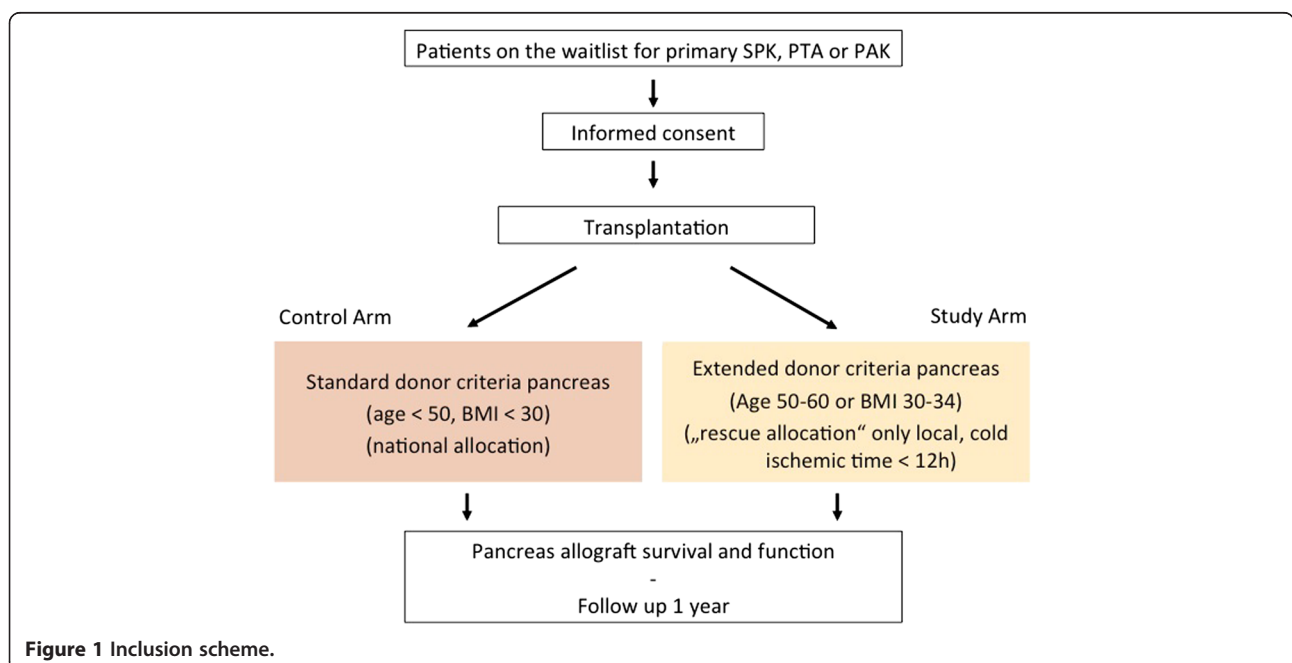 Patients on the waitlist for primary SPK, PTA or PAK
Informed consent
Transplantation
Control Arm
Standard donor criteria pancreas
(age < 50, BMI < 30)
(national allocation)
Study Arm
Extended donor criteria pancreas
(Age 50-60 or BMI 30-34)
(„rescue allocation“ only local, cold
ischemic time < 12h)
Pancreas allograft survival and function
-
Follow up 1 year
Figure 1 Inclusion scheme.